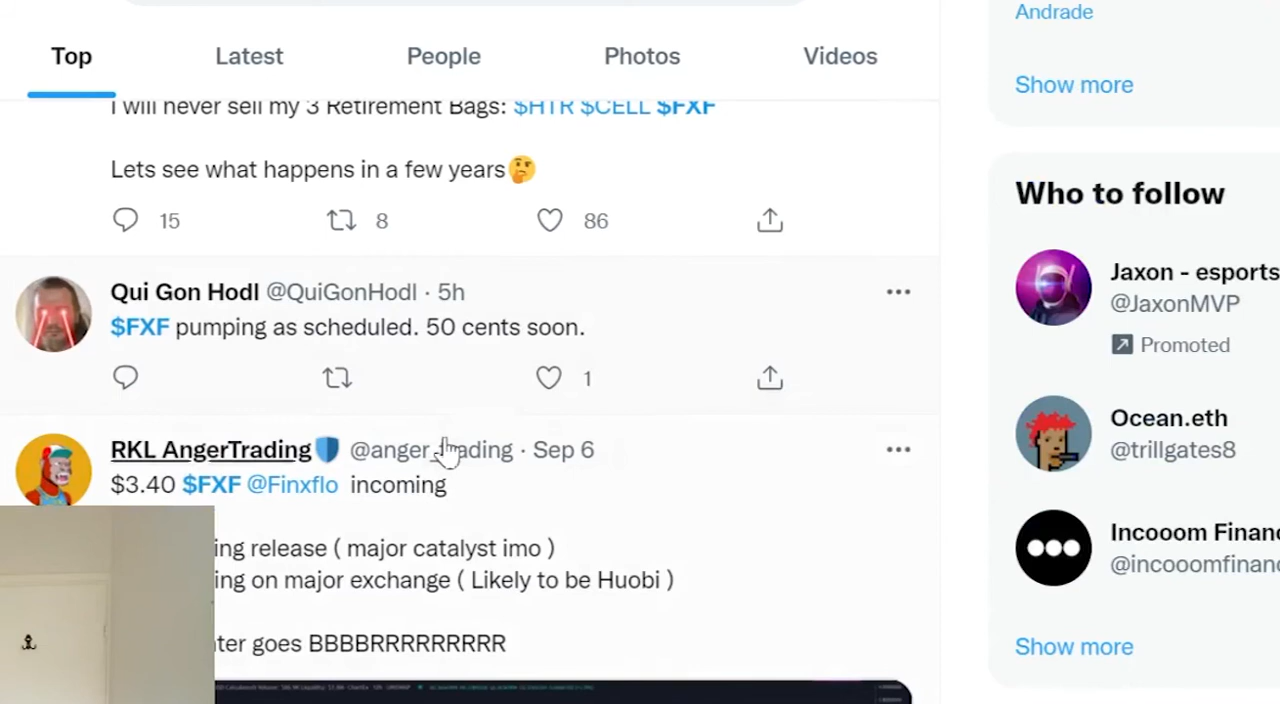 Andrade
Top Latest People Photos Videos
Show more
I will never sell my 3 Retirement Bags: $HTR $CELL $FXF
Lets see what happens in a few years🤔
15 8 86
Qui Gon Hodl @QuiGonHodl · 5h
$FXF pumping as scheduled. 50 cents soon.
1
RKL AngerTrading🛡️ @anger_trading · Sep 6
$3.40 $FXF @Finxflo incoming
ing release ( major catalyst imo )
ing on major exchange ( Likely to be Huobi )
ter goes BBBBRRRRRRRRRR
Who to follow
Jaxon - esports
@JaxonMVP
Promoted
Ocean.eth
@trillgates8
Incooom Financ
@incooomfinanc
Show more